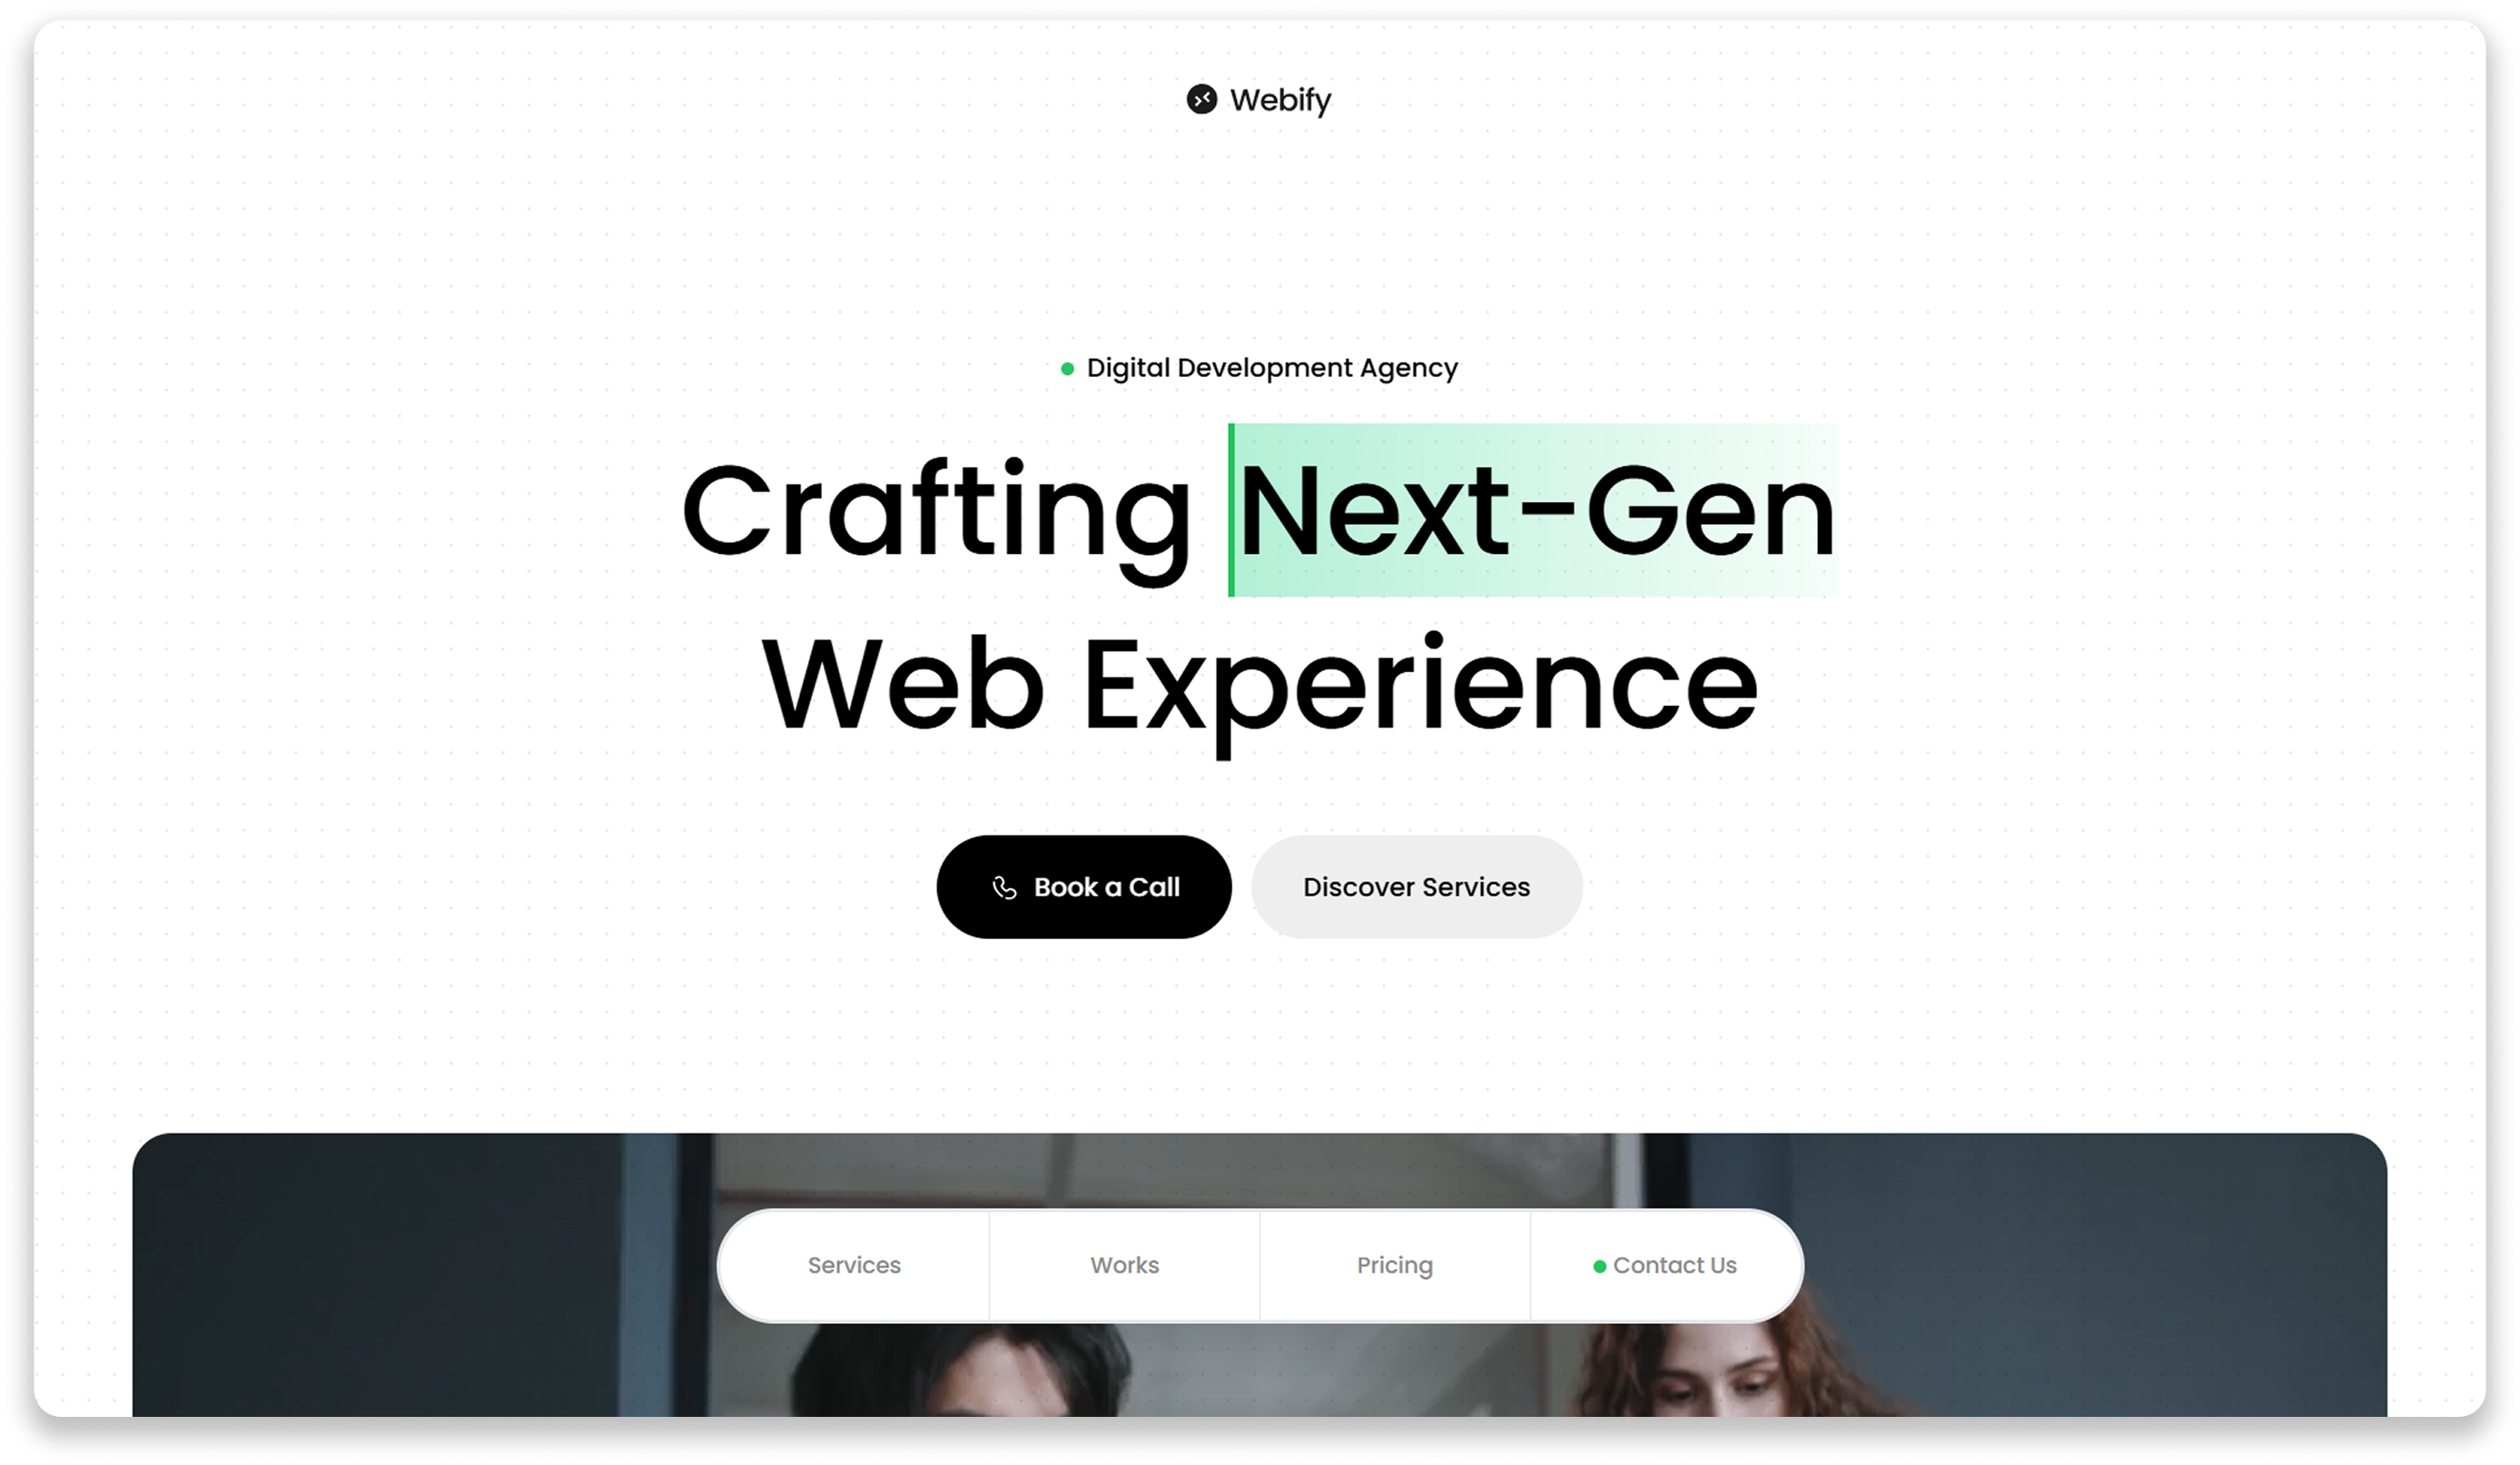 Webify
Digital Development Agency
Crafting Next-Gen
Web Experience
Book a Call
Discover Services
Services
Works
Pricing
Contact Us